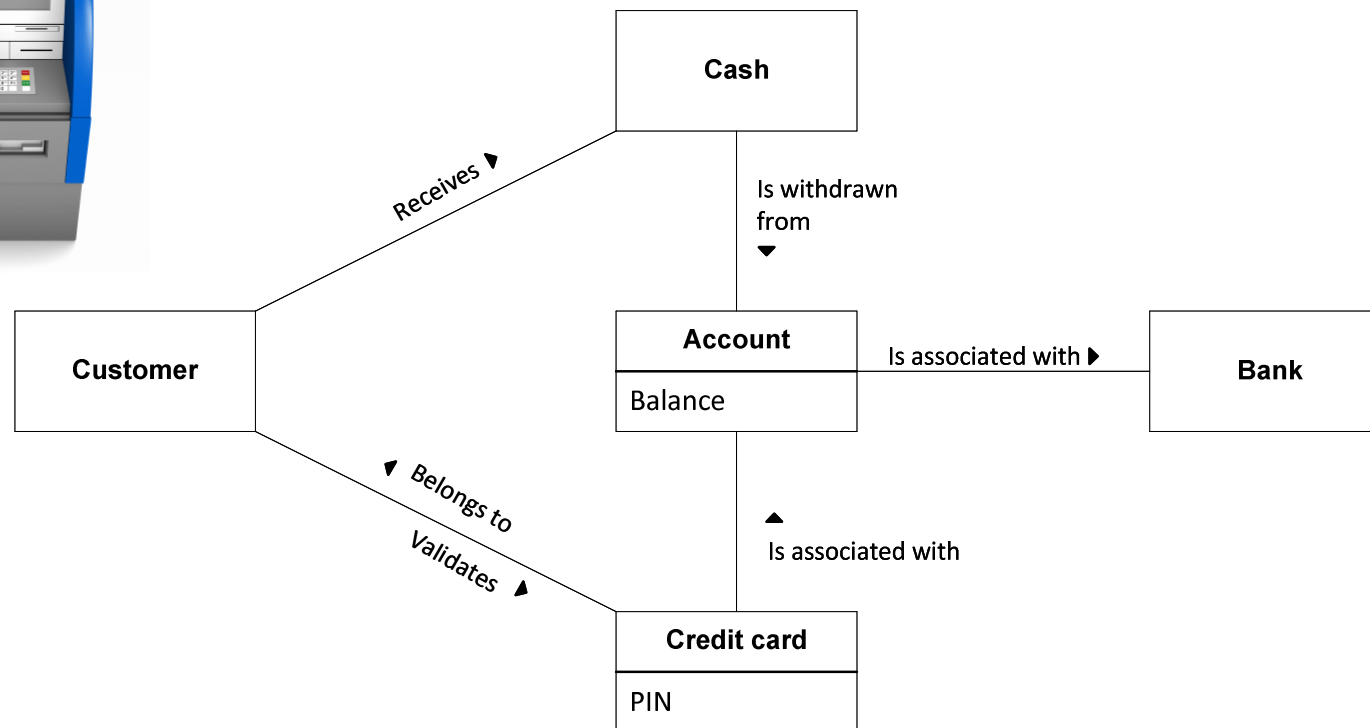 Cash
Receives
Is withdrawn
from
Customer
Account
Balance
Is associated with
Bank
Belongs to
Validates
Is associated with
Credit card
PIN